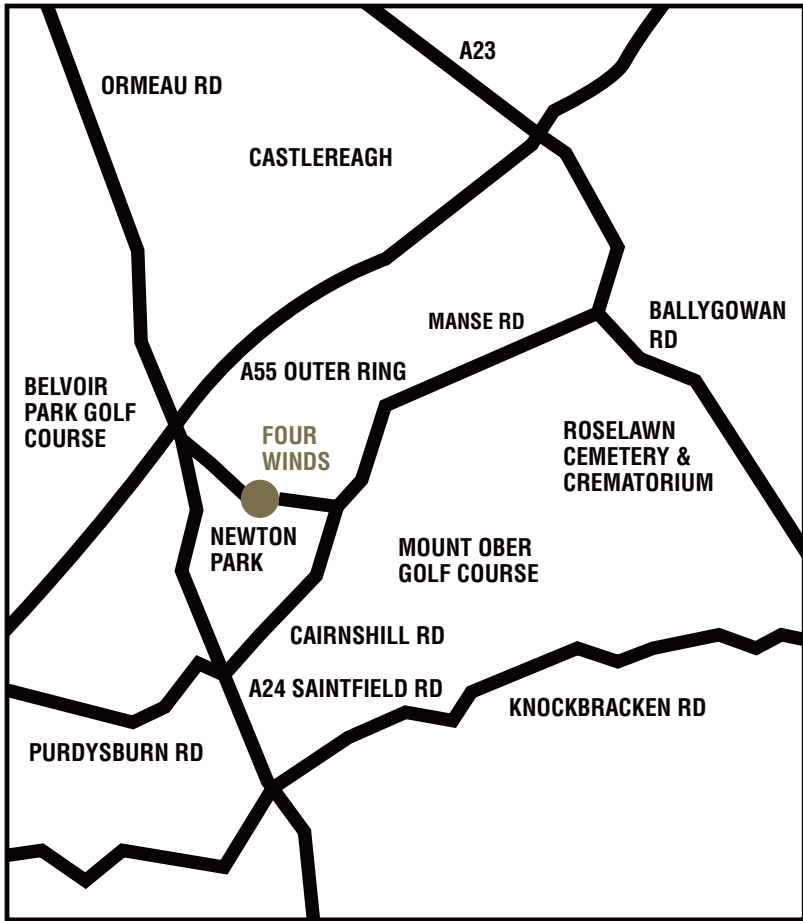 A23
ORMEAU RD
CASTLEREAGH
MANSE RD
BALLYGOWAN
RD
A55 OUTER RING
BELVOIR
PARK GOLF
COURSE
FOUR
WINDS
ROSELAWN
CEMETERY &
CREMATORIUM
NEWTON
PARK
MOUNT OBER
GOLF COURSE
CAIRNSHILL RD
A24 SAINTFIELD RD
KNOCKBRACKEN RD
PURDYSBURN RD